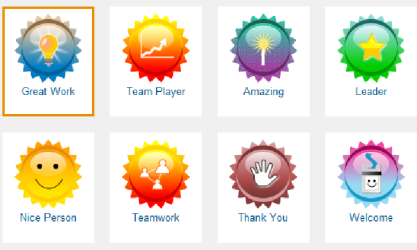 Great Work
Team Player
Amazing
Leader
Nice Person
Teamwork
Thank You
Welcome